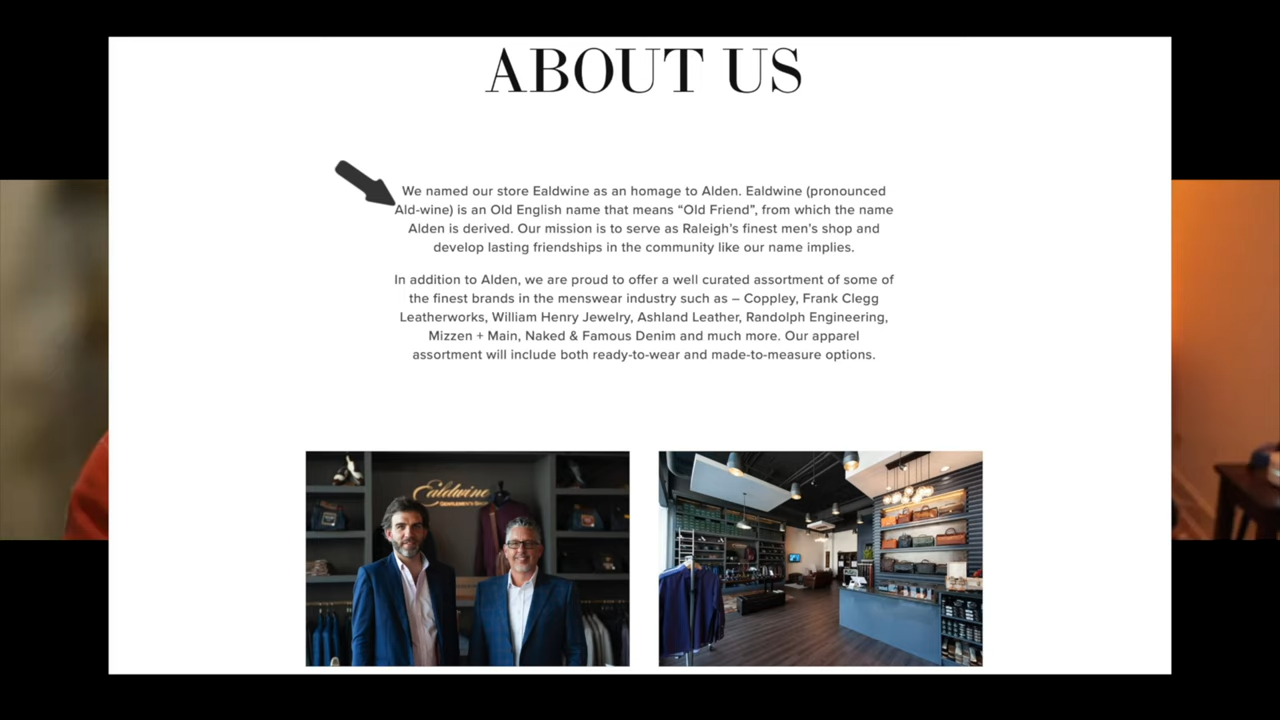 ABOUT US
We named our store Ealdwine as an homage to Alden. Ealdwine (pronounced
Ald-wine) is an Old English name that means “Old Friend”, from which the name
Alden is derived. Our mission is to serve as Raleigh’s finest men’s shop and
develop lasting friendships in the community like our name implies.
In addition to Alden, we are proud to offer a well curated assortment of some of
the finest brands in the menswear industry such as – Coppley, Frank Clegg
Leatherworks, William Henry Jewelry, Ashland Leather, Randolph Engineering,
Mizzen + Main, Naked & Famous Denim and much more. Our apparel
assortment will include both ready-to-wear and made-to-measure options.
Ealdwine
GENTLEMEN'S SHOP